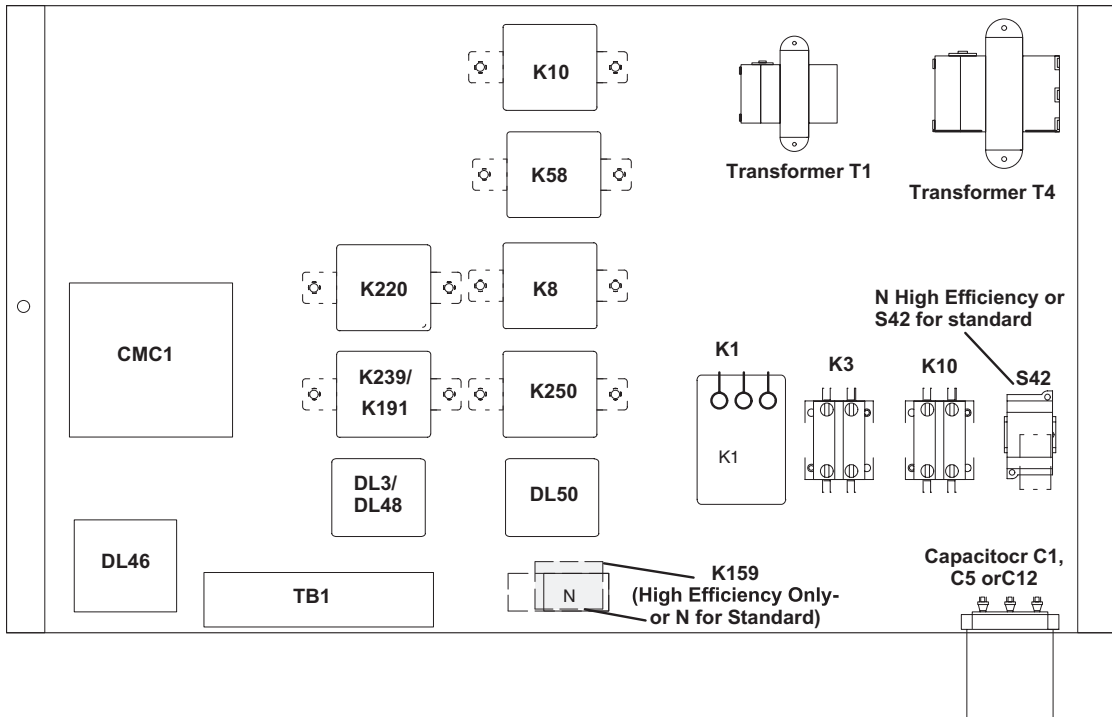 K10
Transformer T1
Transformer T4
K58
K220
K8
N High Efficiency or
S42 for standard
CMC1
K239/
K191
K250
K1
K1
K3
K10
S42
DL3/
DL48
DL50
DL46
TB1
N
K159
(High Efficiency Only-
or N for Standard)
Capacitocr C1,
C5 orC12